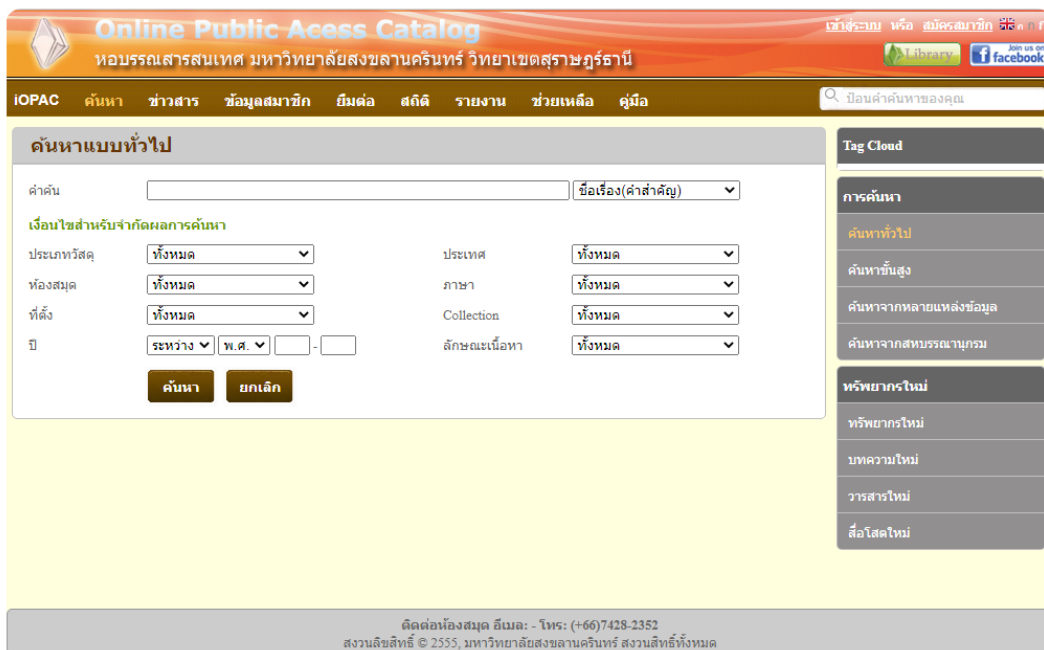 Online Public Acess Catalog
หอบรรณสารสนเทศ มหาวิทยาลัยสงขลานครินทร์ วิทยาเขตสุราษฎร์ธานี
เข้าสู่ระบบ หรือ สมัครสมาชิก ก ก ก
Library
Join us on facebook
iOPAC ค้นหา ข่าวสาร ข้อมูลสมาชิก ยืมต่อ สถิติ รายงาน ช่วยเหลือ คู่มือ
ป้อนคำค้นหาของคุณ
ค้นหาแบบทั่วไป
คำค้น ชื่อเรื่อง(คำสำคัญ)
เงื่อนไขสำหรับจำกัดผลการค้นหา
ประเภทวัสดุ ทั้งหมด ประเทศ ทั้งหมด
ห้องสมุด ทั้งหมด ภาษา ทั้งหมด
ที่ตั้ง ทั้งหมด Collection ทั้งหมด
ปี ระหว่าง พ.ศ. - ลักษณะเนื้อหา ทั้งหมด
ค้นหา ยกเลิก
Tag Cloud
การค้นหา
ค้นหาทั่วไป
ค้นหาขั้นสูง
ค้นหาจากหลายแหล่งข้อมูล
ค้นหาจากสหบรรณานุกรม
ทรัพยากรใหม่
ทรัพยากรใหม่
บทความใหม่
วารสารใหม่
สื่อโสตใหม่
ติดต่อห้องสมุด อีเมล: - โทร: (+66)7428-2352
สงวนลิขสิทธิ์ © 2555, มหาวิทยาลัยสงขลานครินทร์ สงวนสิทธิ์ทั้งหมด